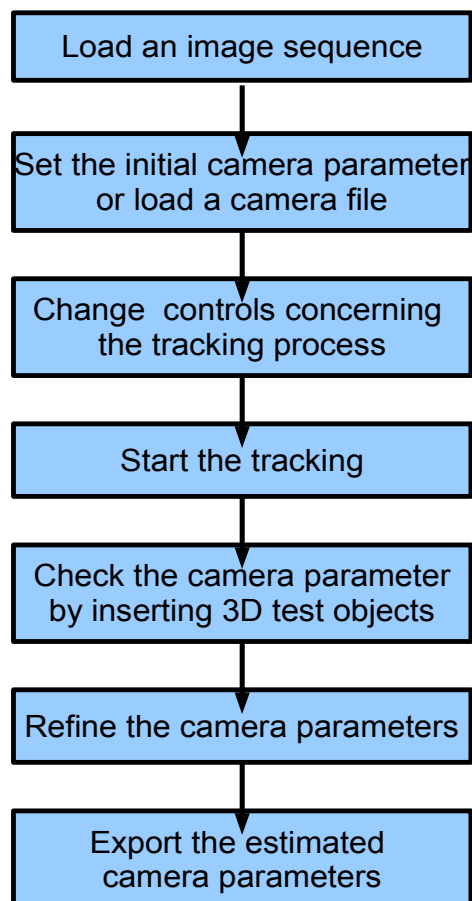 Load an image sequence
Set the initial camera parameter
or load a camera file
Change controls concerning
the tracking process
Start the tracking
Check the camera parameter
by inserting 3D test objects
Refine the camera parameters
Export the estimated
camera parameters